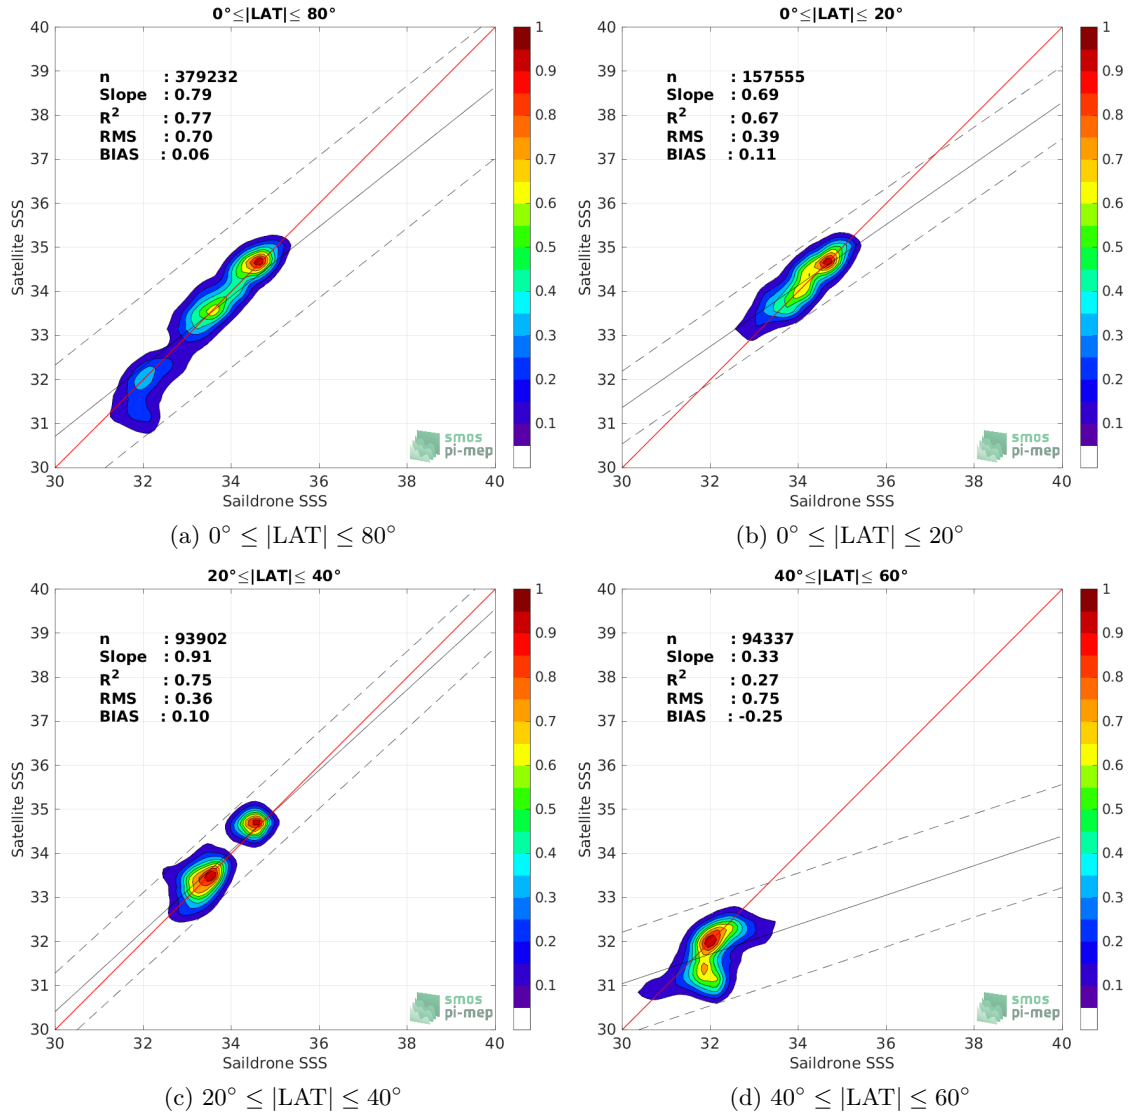 0°≤|LAT|≤ 80°
n : 379232
Slope : 0.79
R² : 0.77
RMS : 0.70
BIAS : 0.06
Satellite SSS
40
39
38
37
36
35
34
33
32
31
30
30 32 34 36 38 40
Saildrone SSS
1
0.9
0.8
0.7
0.6
0.5
0.4
0.3
0.2
0.1
smos
pi-mep
(a) 0° ≤ |LAT| ≤ 80°
0°≤|LAT|≤ 20°
n : 157555
Slope : 0.69
R² : 0.67
RMS : 0.39
BIAS : 0.11
Satellite SSS
40
39
38
37
36
35
34
33
32
31
30
30 32 34 36 38 40
Saildrone SSS
1
0.9
0.8
0.7
0.6
0.5
0.4
0.3
0.2
0.1
smos
pi-mep
(b) 0° ≤ |LAT| ≤ 20°
20°≤|LAT|≤ 40°
n : 93902
Slope : 0.91
R² : 0.75
RMS : 0.36
BIAS : 0.10
Satellite SSS
40
39
38
37
36
35
34
33
32
31
30
30 32 34 36 38 40
Saildrone SSS
1
0.9
0.8
0.7
0.6
0.5
0.4
0.3
0.2
0.1
smos
pi-mep
(c) 20° ≤ |LAT| ≤ 40°
40°≤|LAT|≤ 60°
n : 94337
Slope : 0.33
R² : 0.27
RMS : 0.75
BIAS : -0.25
Satellite SSS
40
39
38
37
36
35
34
33
32
31
30
30 32 34 36 38 40
Saildrone SSS
1
0.9
0.8
0.7
0.6
0.5
0.4
0.3
0.2
0.1
smos
pi-mep
(d) 40° ≤ |LAT| ≤ 60°